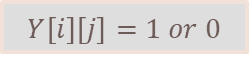 Y[i][j] = 1 or 0